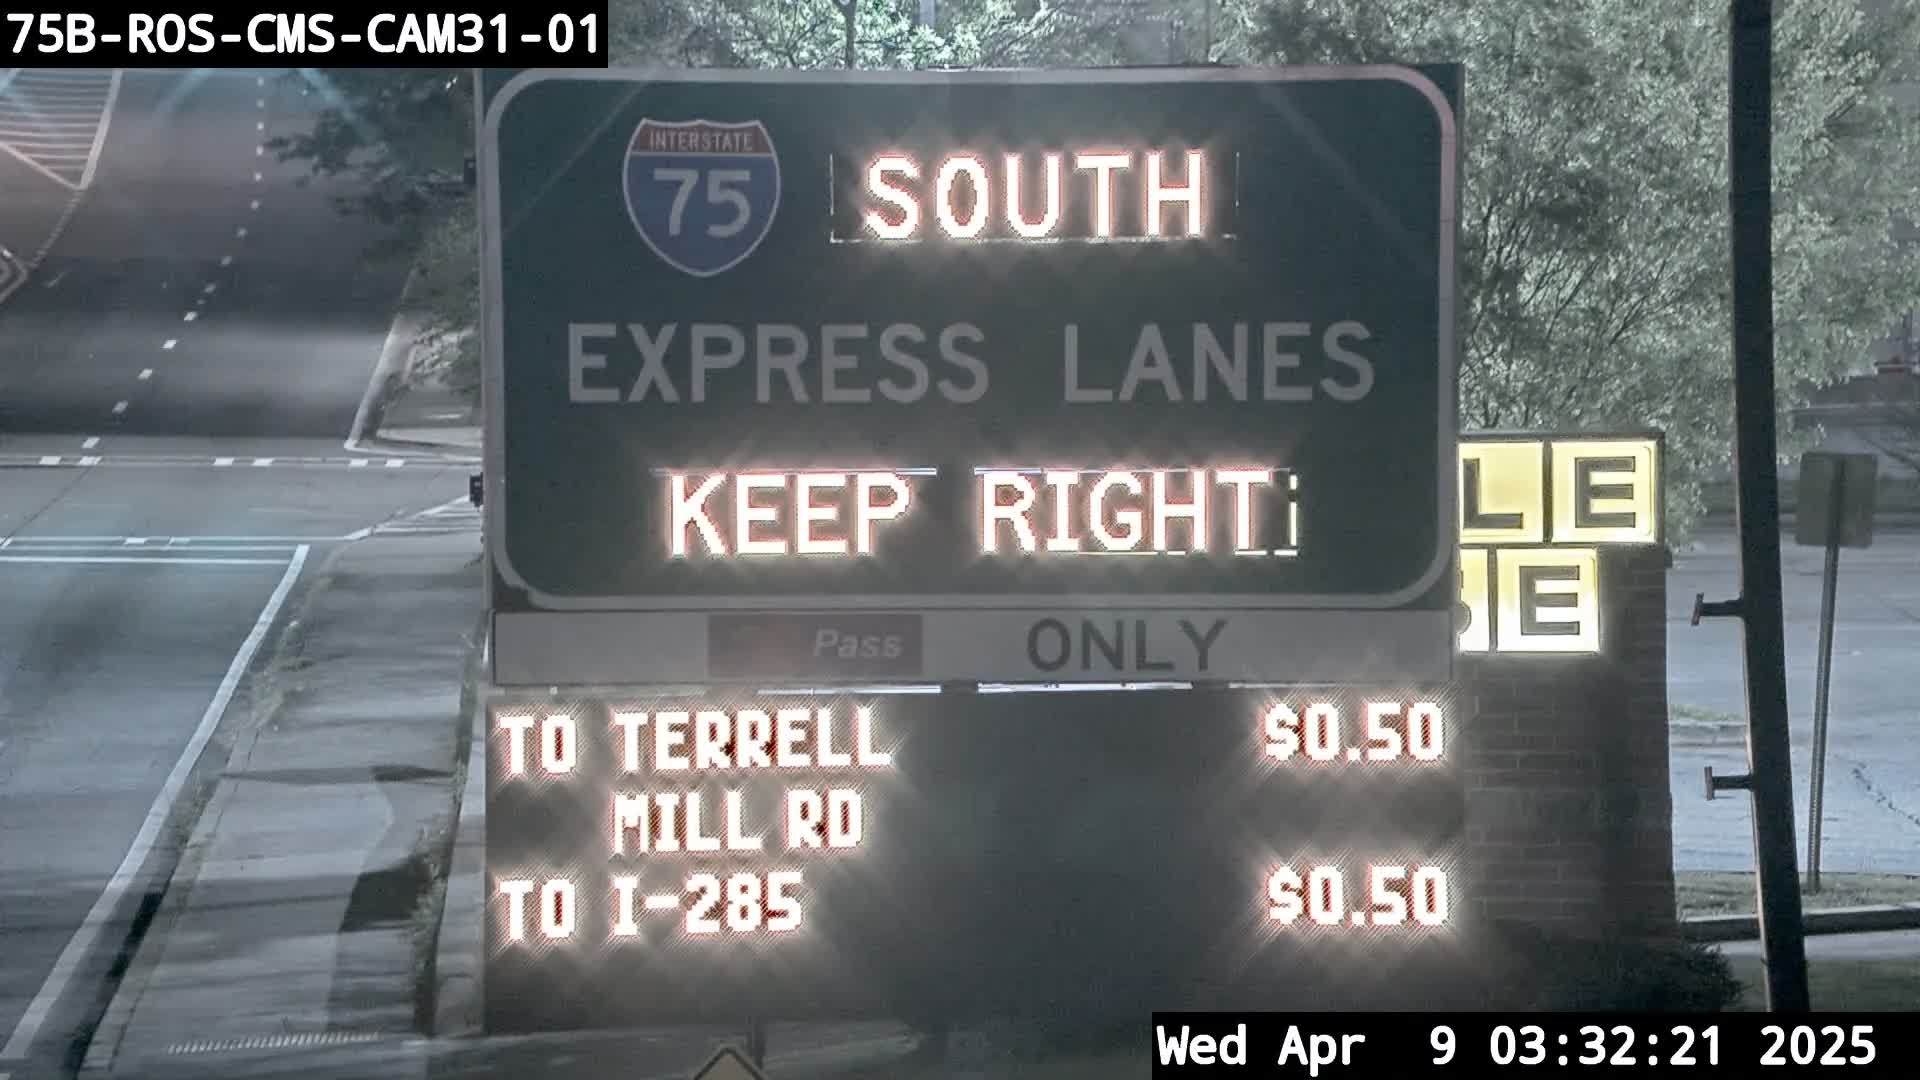 75B-ROS-CMS-CAM31-01
INTERSTATE
75
SOUTH
EXPRESS LANES
KEEP RIGHT
Pass ONLY
TO TERRELL $0.50
MILL RD
TO I-285 $0.50
LE
E
Wed Apr 9 03:32:21 2025